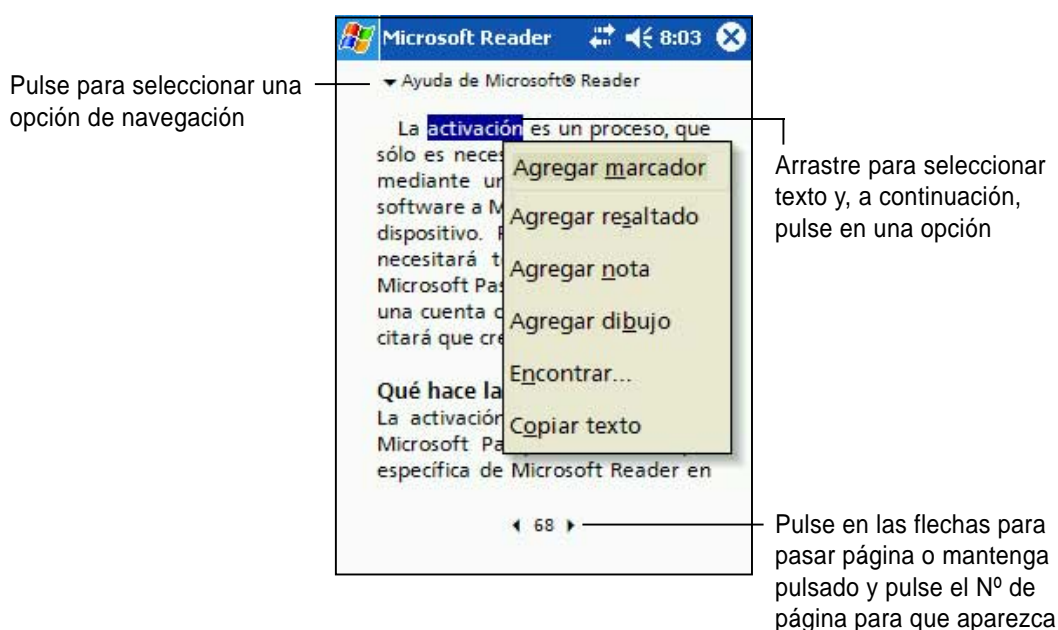 Microsoft Reader 8:03
Pulse para seleccionar una
opción de navegación
Ayuda de Microsoft® Reader
La activación es un proceso, que
sólo es neces
mediante un
software a M
dispositivo.
necesitará t
Microsoft Pas
una cuenta
citará que cre
Agregar marcador
Agregar resaltado
Agregar nota
Agregar dibujo
Encontrar...
Copiar texto
Arrastre para seleccionar
texto y, a continuación,
pulse en una opción
Qué hace la
La activación
Microsoft Pa
específica de Microsoft Reader en
68
Pulse en las flechas para
pasar página o mantenga
pulsado y pulse el Nº de
página para que aparezca